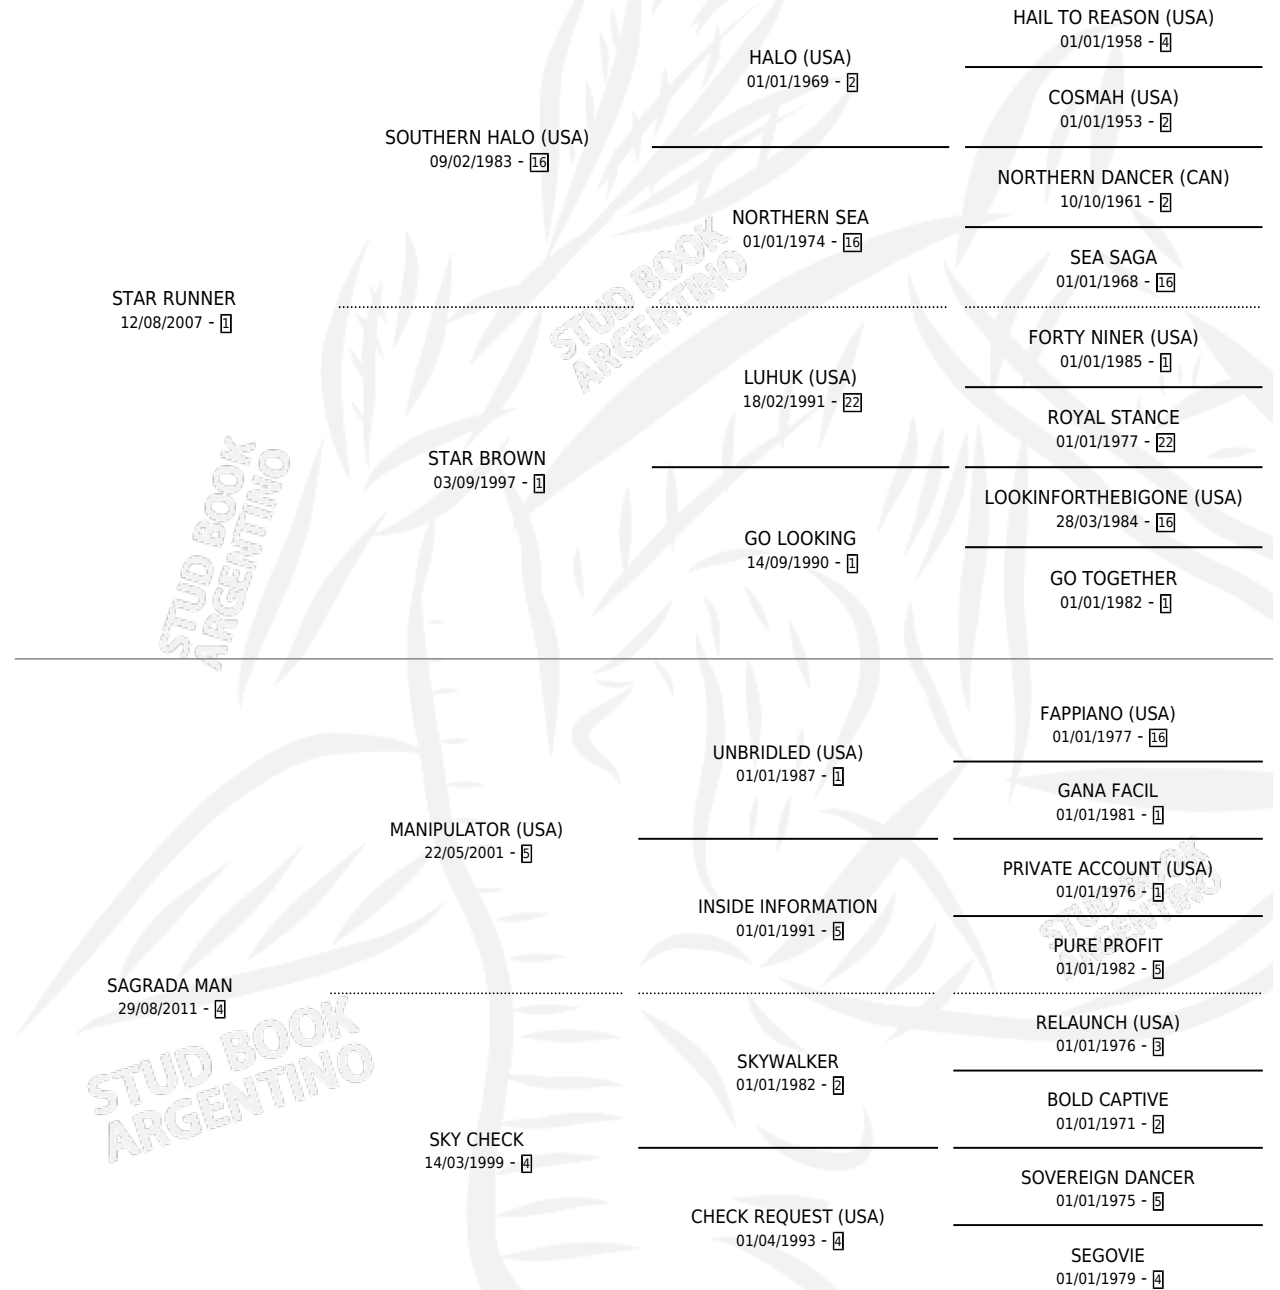 HAIL TO REASON (USA)
01/01/1958 - 4
HALO (USA)
01/01/1969 - 2
COSMAH (USA)
01/01/1953 - 2
SOUTHERN HALO (USA)
09/02/1983 - 16
NORTHERN DANCER (CAN)
10/10/1961 - 2
NORTHERN SEA
01/01/1974 - 16
SEA SAGA
01/01/1968 - 16
STAR RUNNER
12/08/2007 - 1
FORTY NINER (USA)
01/01/1985 - 1
LUHUK (USA)
18/02/1991 - 22
ROYAL STANCE
01/01/1977 - 22
STAR BROWN
03/09/1997 - 1
LOOKINFORTHEBIGONE (USA)
28/03/1984 - 16
GO LOOKING
14/09/1990 - 1
GO TOGETHER
01/01/1982 - 1
FAPPIANO (USA)
01/01/1977 - 16
UNBRIDLED (USA)
01/01/1987 - 1
GANA FACIL
01/01/1981 - 1
MANIPULATOR (USA)
22/05/2001 - 5
PRIVATE ACCOUNT (USA)
01/01/1976 - 1
INSIDE INFORMATION
01/01/1991 - 5
PURE PROFIT
01/01/1982 - 5
SAGRADA MAN
29/08/2011 - 4
RELAUNCH (USA)
01/01/1976 - 3
SKYWALKER
01/01/1982 - 2
BOLD CAPTIVE
01/01/1971 - 2
SKY CHECK
14/03/1999 - 4
SOVEREIGN DANCER
01/01/1975 - 5
CHECK REQUEST (USA)
01/04/1993 - 4
SEGOVIE
01/01/1979 - 4
STUD BOOK
ARGENTINO
STUD BOOK
ARGENTINO
STUD BOOK
ARGENTINO
STUD BOOK
ARGENTINO